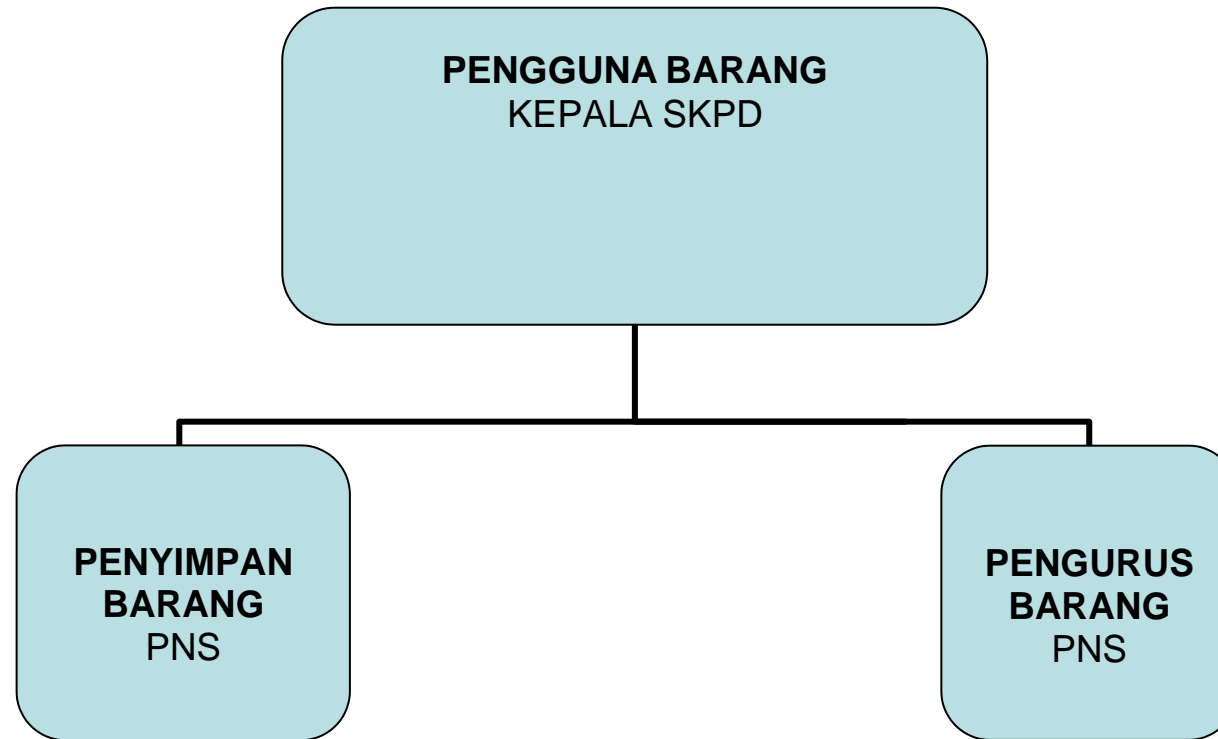 PENGGUNA BARANG
KEPALA SKPD
PENYIMPAN
BARANG
PNS
PENGURUS
BARANG
PNS